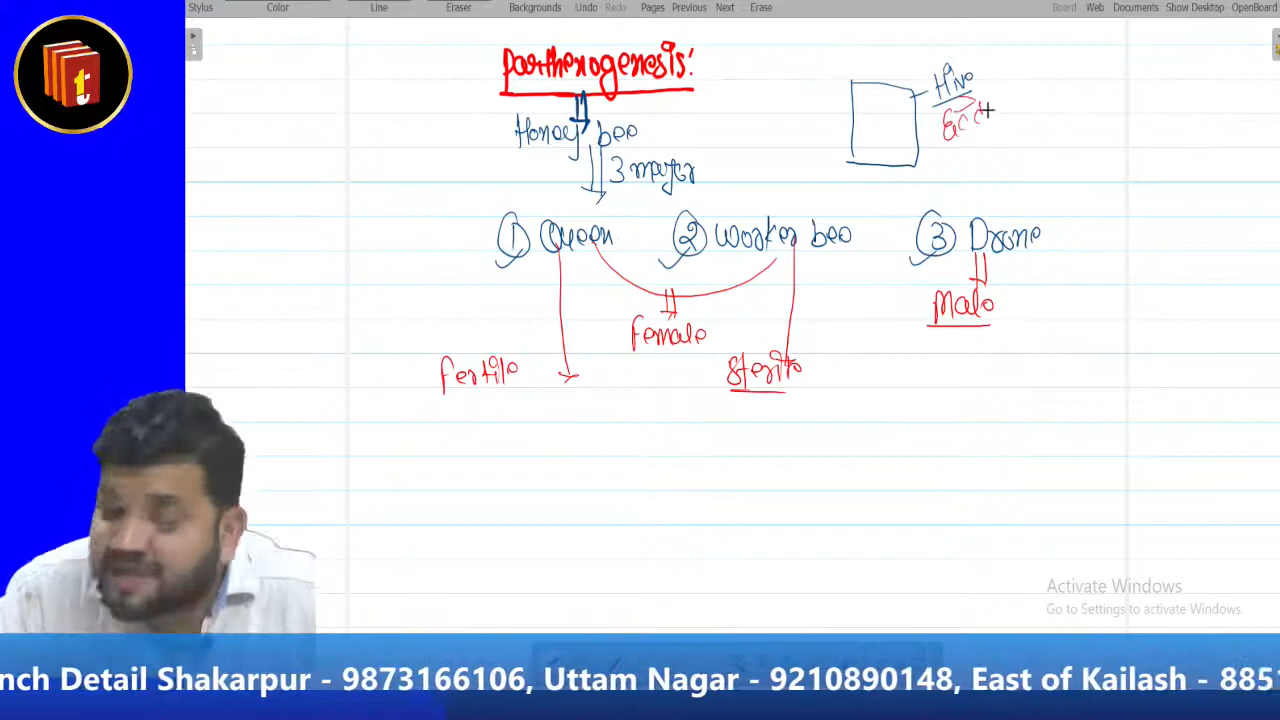 Stylus Color Line Eraser Backgrounds Undo Redo Pages Previous Next Erase Board Web Documents Show Desktop OpenBoard
Parthenogenesis:
Hive
Honey bee
3 major
1 Queen 2 worker bee 3 Drone
Male
Female
Fertile Sterile
t
Activate Windows
Go to Settings to activate Windows.
nch Detail Shakarpur - 9873166106, Uttam Nagar - 9210890148, East of Kailash - 885